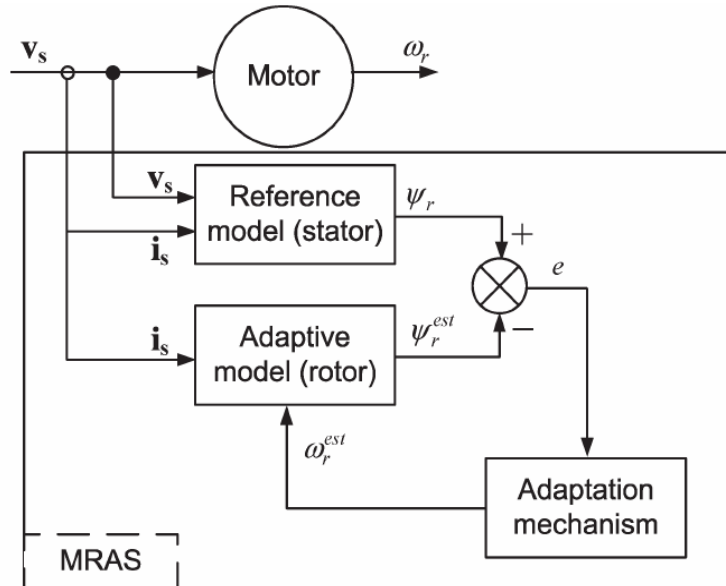 v_s
Motor
ω_r
v_s
Reference
model (stator)
ψ_r
+
i_s
e
i_s
Adaptive
model (rotor)
ψ_r^est
−
ω_r^est
Adaptation
mechanism
MRAS